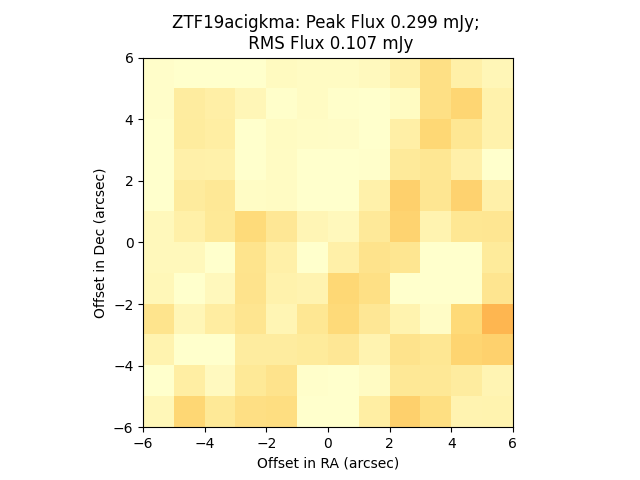 ZTF19acigkma: Peak Flux 0.299 mJy;
RMS Flux 0.107 mJy
6
4
2
0
−2
−4
−6
Offset in Dec (arcsec)
−6 −4 −2 0 2 4 6
Offset in RA (arcsec)